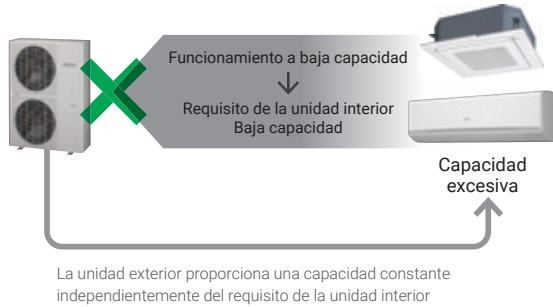 Funcionamiento a baja capacidad
Requisito de la unidad interior
Baja capacidad
Capacidad
excesiva
La unidad exterior proporciona una capacidad constante
independientemente del requisito de la unidad interior